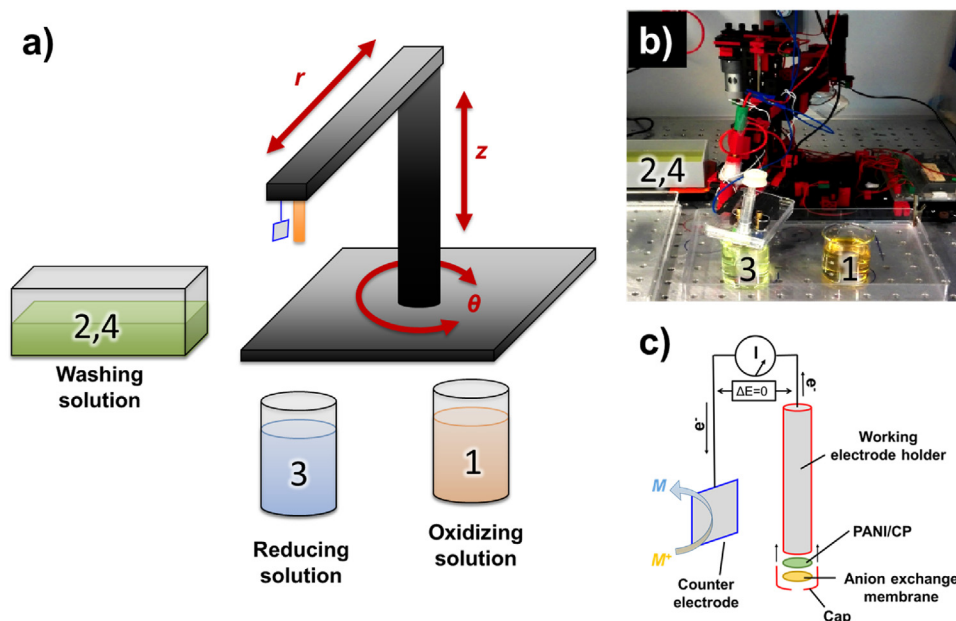 a)
r
z
θ
2,4
Washing
solution
3
Reducing
solution
1
Oxidizing
solution
b)
2,4
3
1
c)
I
ΔE=0
e-
e-
Working
electrode holder
M
M+
PANI/CP
Counter
electrode
Anion exchange
membrane
Cap